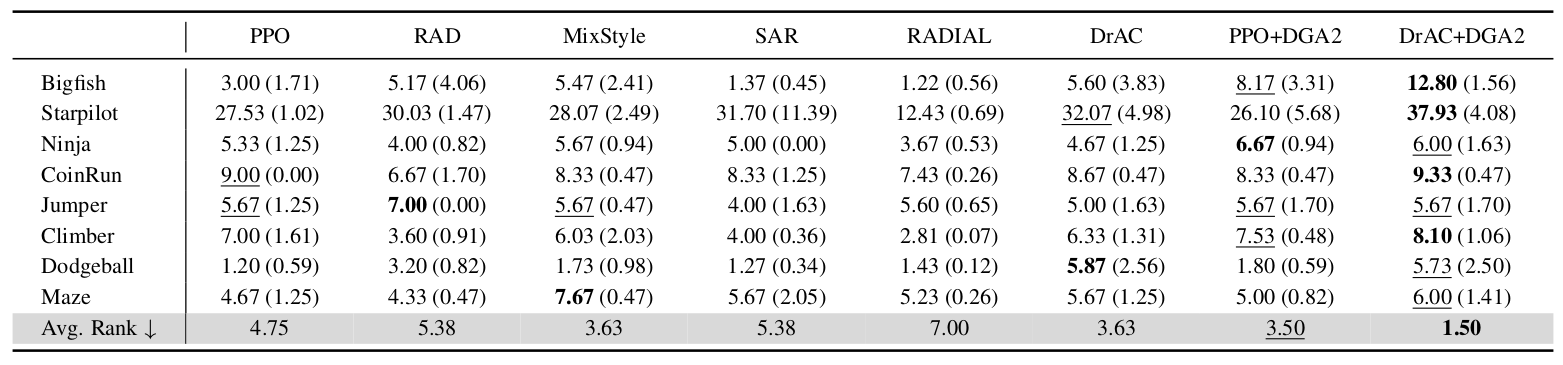 PPO RAD MixStyle SAR RADIAL DrAC PPO+DGA2 DrAC+DGA2
Bigfish 3.00 (1.71) 5.17 (4.06) 5.47 (2.41) 1.37 (0.45) 1.22 (0.56) 5.60 (3.83) 8.17 (3.31) 12.80 (1.56)
Starpilot 27.53 (1.02) 30.03 (1.47) 28.07 (2.49) 31.70 (11.39) 12.43 (0.69) 32.07 (4.98) 26.10 (5.68) 37.93 (4.08)
Ninja 5.33 (1.25) 4.00 (0.82) 5.67 (0.94) 5.00 (0.00) 3.67 (0.53) 4.67 (1.25) 6.67 (0.94) 6.00 (1.63)
CoinRun 9.00 (0.00) 6.67 (1.70) 8.33 (0.47) 8.33 (1.25) 7.43 (0.26) 8.67 (0.47) 8.33 (0.47) 9.33 (0.47)
Jumper 5.67 (1.25) 7.00 (0.00) 5.67 (0.47) 4.00 (1.63) 5.60 (0.65) 5.00 (1.63) 5.67 (1.70) 5.67 (1.70)
Climber 7.00 (1.61) 3.60 (0.91) 6.03 (2.03) 4.00 (0.36) 2.81 (0.07) 6.33 (1.31) 7.53 (0.48) 8.10 (1.06)
Dodgeball 1.20 (0.59) 3.20 (0.82) 1.73 (0.98) 1.27 (0.34) 1.43 (0.12) 5.87 (2.56) 1.80 (0.59) 5.73 (2.50)
Maze 4.67 (1.25) 4.33 (0.47) 7.67 (0.47) 5.67 (2.05) 5.23 (0.26) 5.67 (1.25) 5.00 (0.82) 6.00 (1.41)
Avg. Rank ↓ 4.75 5.38 3.63 5.38 7.00 3.63 3.50 1.50